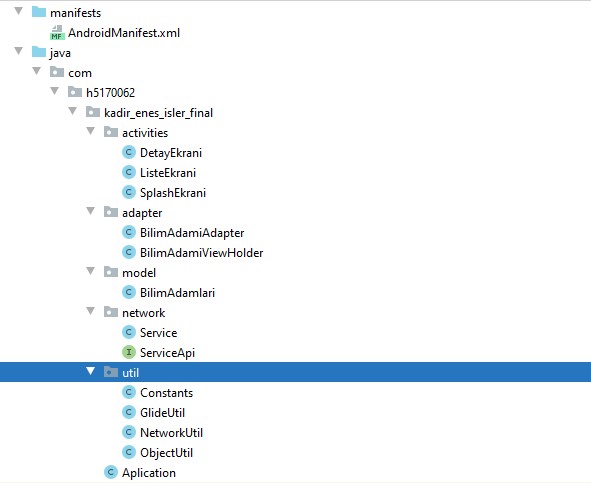 manifests
MF AndroidManifest.xml
java
com
h5170062
kadir_enes_isler_final
activities
C DetayEkrani
C ListeEkrani
C SplashEkrani
adapter
C BilimAdamiAdapter
C BilimAdamiViewHolder
model
C BilimAdamlari
network
C Service
I ServiceApi
util
C Constants
C GlideUtil
C NetworkUtil
C ObjectUtil
C Aplication